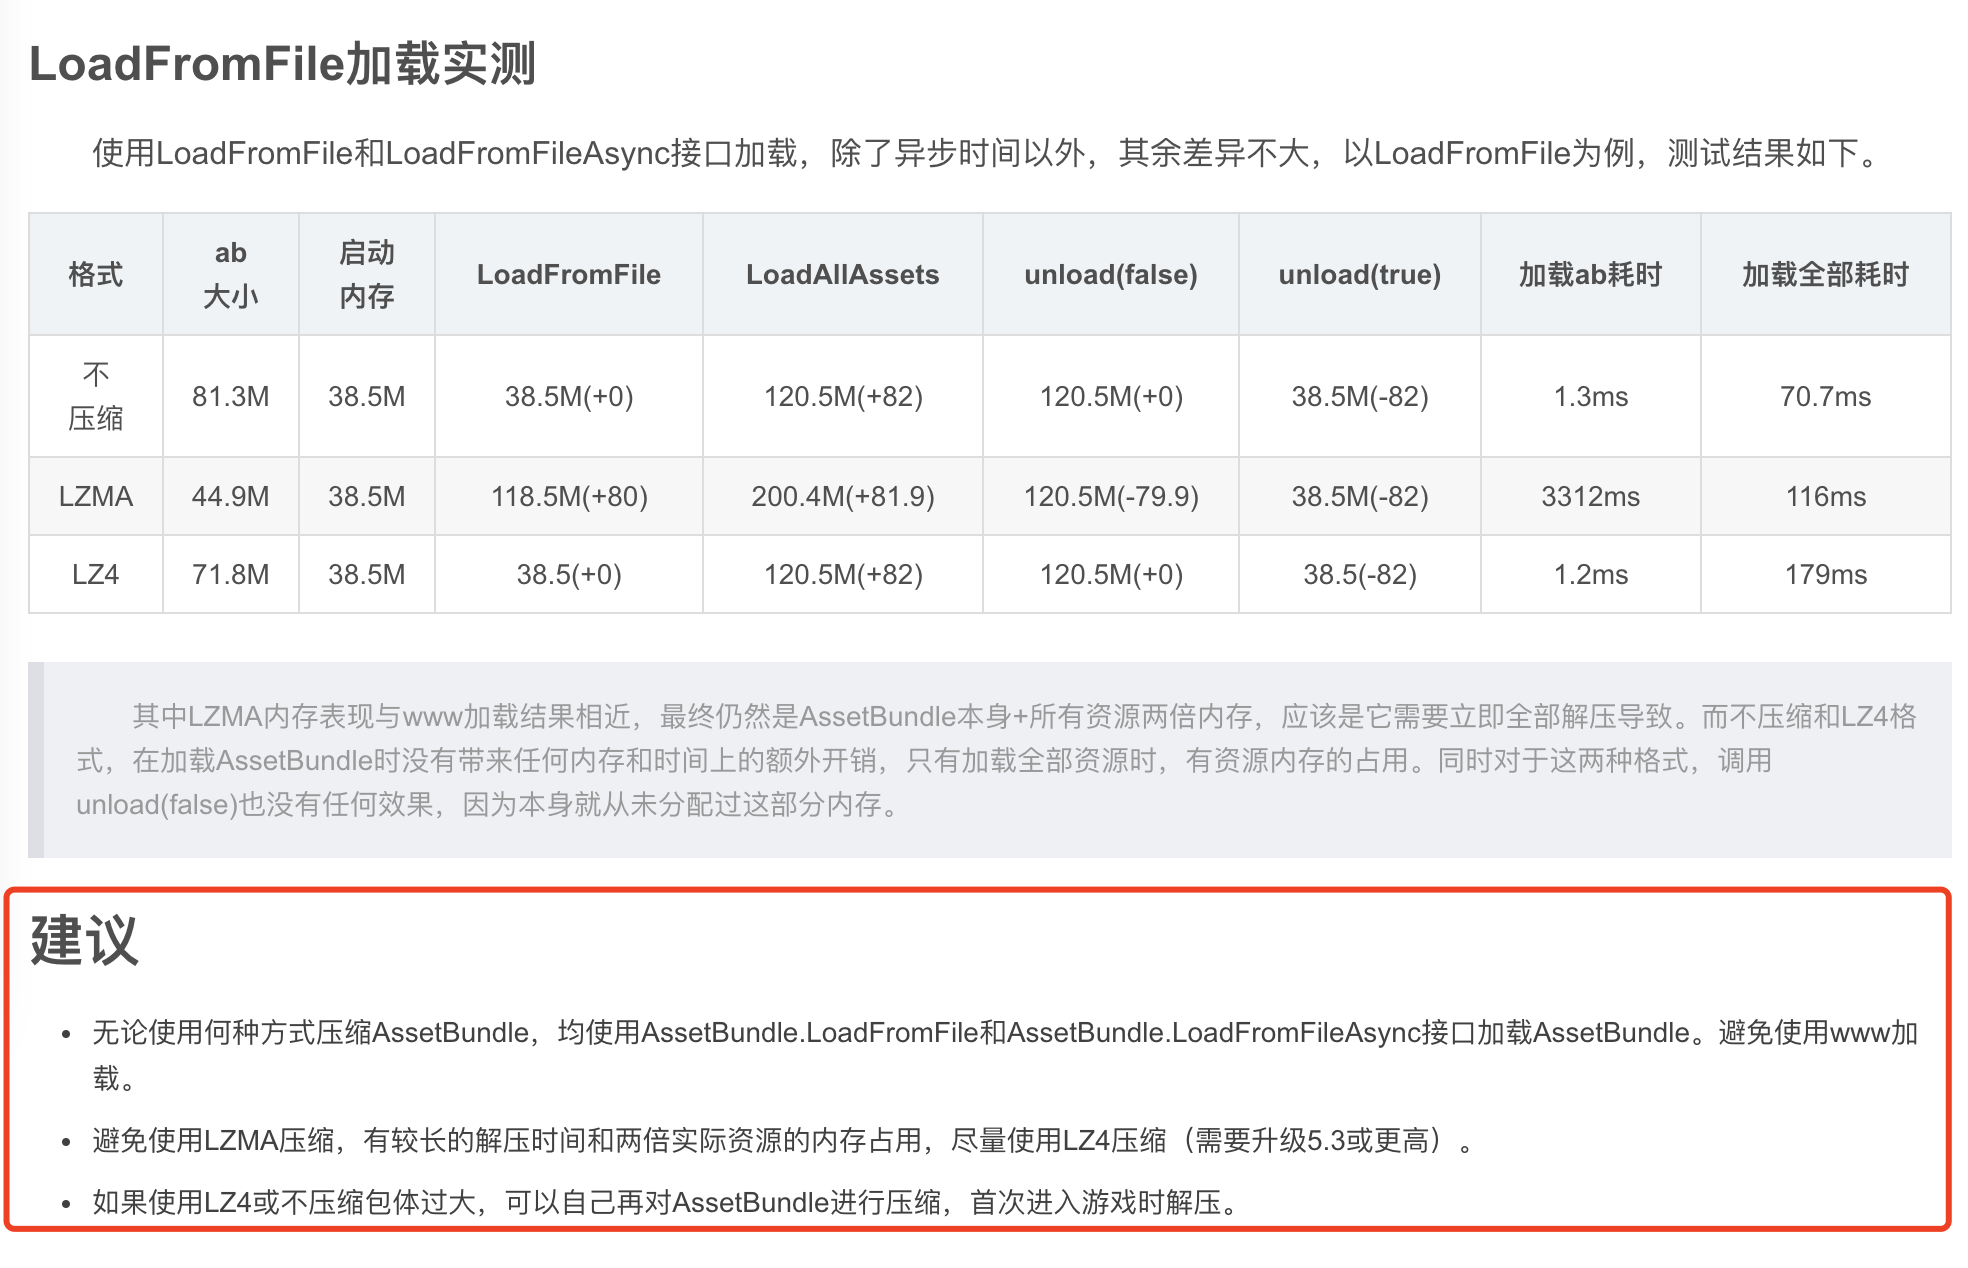 LoadFromFile加载实测
使用LoadFromFile和LoadFromFileAsync接口加载，除了异步时间以外，其余差异不大，以LoadFromFile为例，测试结果如下。
格式 ab大小 启动内存 LoadFromFile LoadAllAssets unload(false) unload(true) 加载ab耗时 加载全部耗时
不压缩 81.3M 38.5M 38.5M(+0) 120.5M(+82) 120.5M(+0) 38.5M(-82) 1.3ms 70.7ms
LZMA 44.9M 38.5M 118.5M(+80) 200.4M(+81.9) 120.5M(-79.9) 38.5M(-82) 3312ms 116ms
LZ4 71.8M 38.5M 38.5(+0) 120.5M(+82) 120.5M(+0) 38.5(-82) 1.2ms 179ms
其中LZMA内存表现与www加载结果相近，最终仍然是AssetBundle本身+所有资源两倍内存，应该是它需要立即全部解压导致。而不压缩和LZ4格
式，在加载AssetBundle时没有带来任何内存和时间上的额外开销，只有加载全部资源时，有资源内存的占用。同时对于这两种格式，调用
unload(false)也没有任何效果，因为本身就从未分配过这部分内存。
建议
• 无论使用何种方式压缩AssetBundle，均使用AssetBundle.LoadFromFile和AssetBundle.LoadFromFileAsync接口加载AssetBundle。避免使用www加
载。
• 避免使用LZMA压缩，有较长的解压时间和两倍实际资源的内存占用，尽量使用LZ4压缩（需要升级5.3或更高）。
• 如果使用LZ4或不压缩包体过大，可以自己再对AssetBundle进行压缩，首次进入游戏时解压。